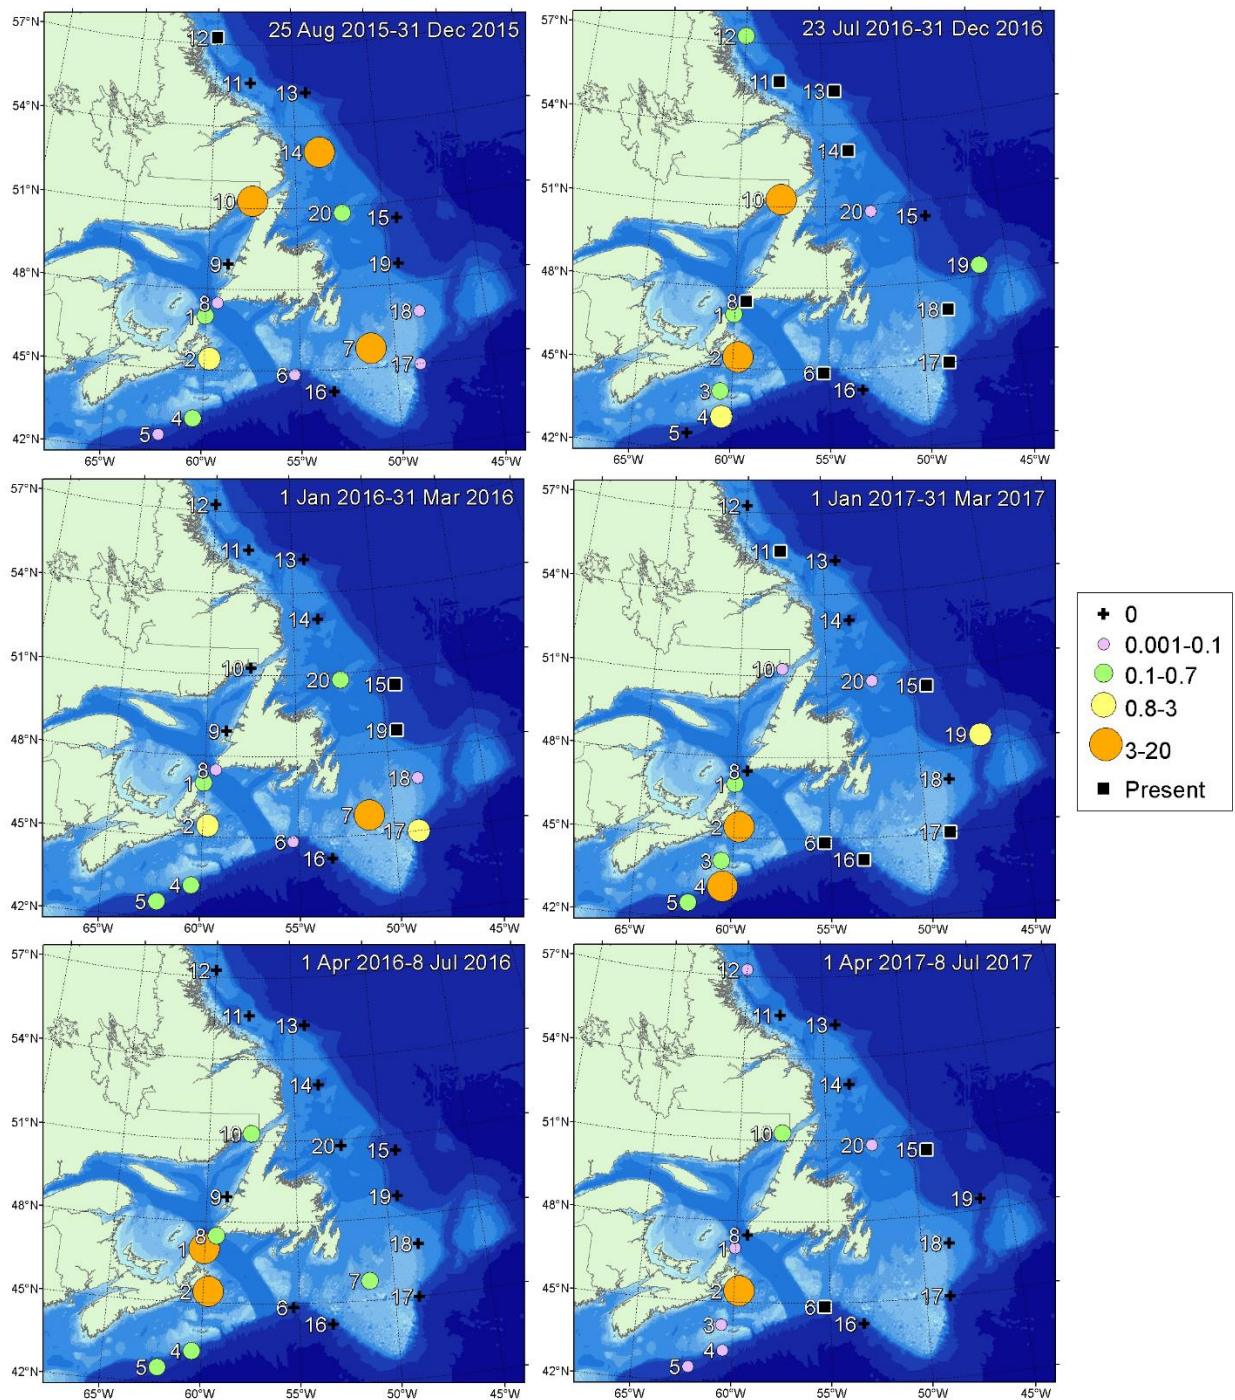 25 Aug 2015-31 Dec 2015
57°N
54°N
51°N
48°N
45°N
42°N
12
11
13
14
10
20
15
9
19
8
18
1
7
2
17
6
16
4
5
65°W
60°W
55°W
50°W
45°W
23 Jul 2016-31 Dec 2016
57°N
54°N
51°N
48°N
45°N
42°N
12
11
13
14
10
20
15
19
8
18
1
2
17
6
3
16
4
5
65°W
60°W
55°W
50°W
45°W
1 Jan 2016-31 Mar 2016
57°N
54°N
51°N
48°N
45°N
42°N
12
11
13
14
10
20
15
9
19
8
18
1
7
2
17
6
16
4
5
65°W
60°W
55°W
50°W
45°W
1 Jan 2017-31 Mar 2017
57°N
54°N
51°N
48°N
45°N
42°N
12
11
13
14
10
20
15
19
8
18
1
2
17
6
3
16
4
5
65°W
60°W
55°W
50°W
45°W
0
0.001-0.1
0.1-0.7
0.8-3
3-20
Present
1 Apr 2016-8 Jul 2016
57°N
54°N
51°N
48°N
45°N
42°N
12
11
13
14
10
20
15
9
19
8
18
1
7
2
17
6
16
4
5
65°W
60°W
55°W
50°W
45°W
1 Apr 2017-8 Jul 2017
57°N
54°N
51°N
48°N
45°N
42°N
12
11
13
14
10
20
15
19
8
18
1
2
17
6
3
16
4
5
65°W
60°W
55°W
50°W
45°W